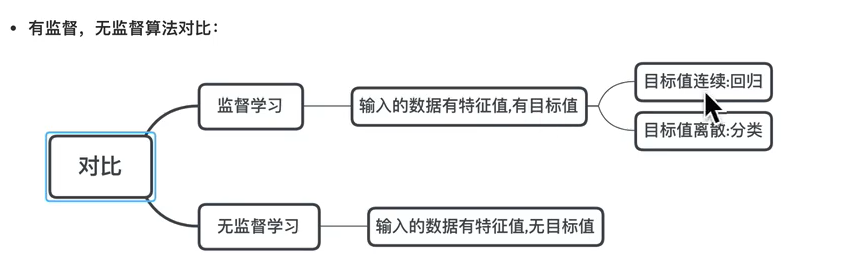 有监督，无监督算法对比：
监督学习
输入的数据有特征值,有目标值
目标值连续:回归
目标值离散:分类
对比
无监督学习
输入的数据有特征值,无目标值